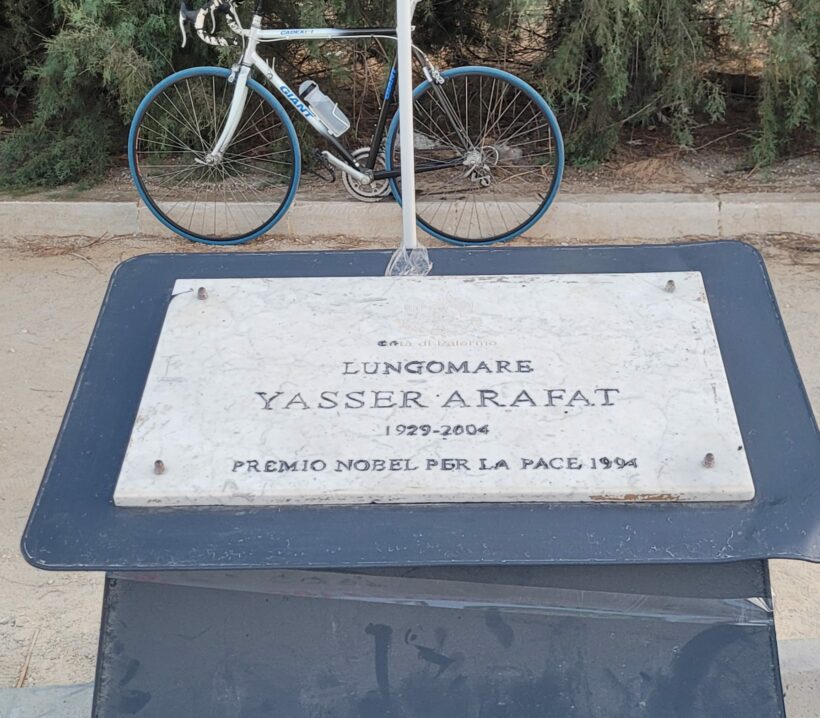 GIANT
Città di Palermo
LUNGOMARE
YASSER ARAFAT
1929-2004
PREMIO NOBEL PER LA PACE 1994